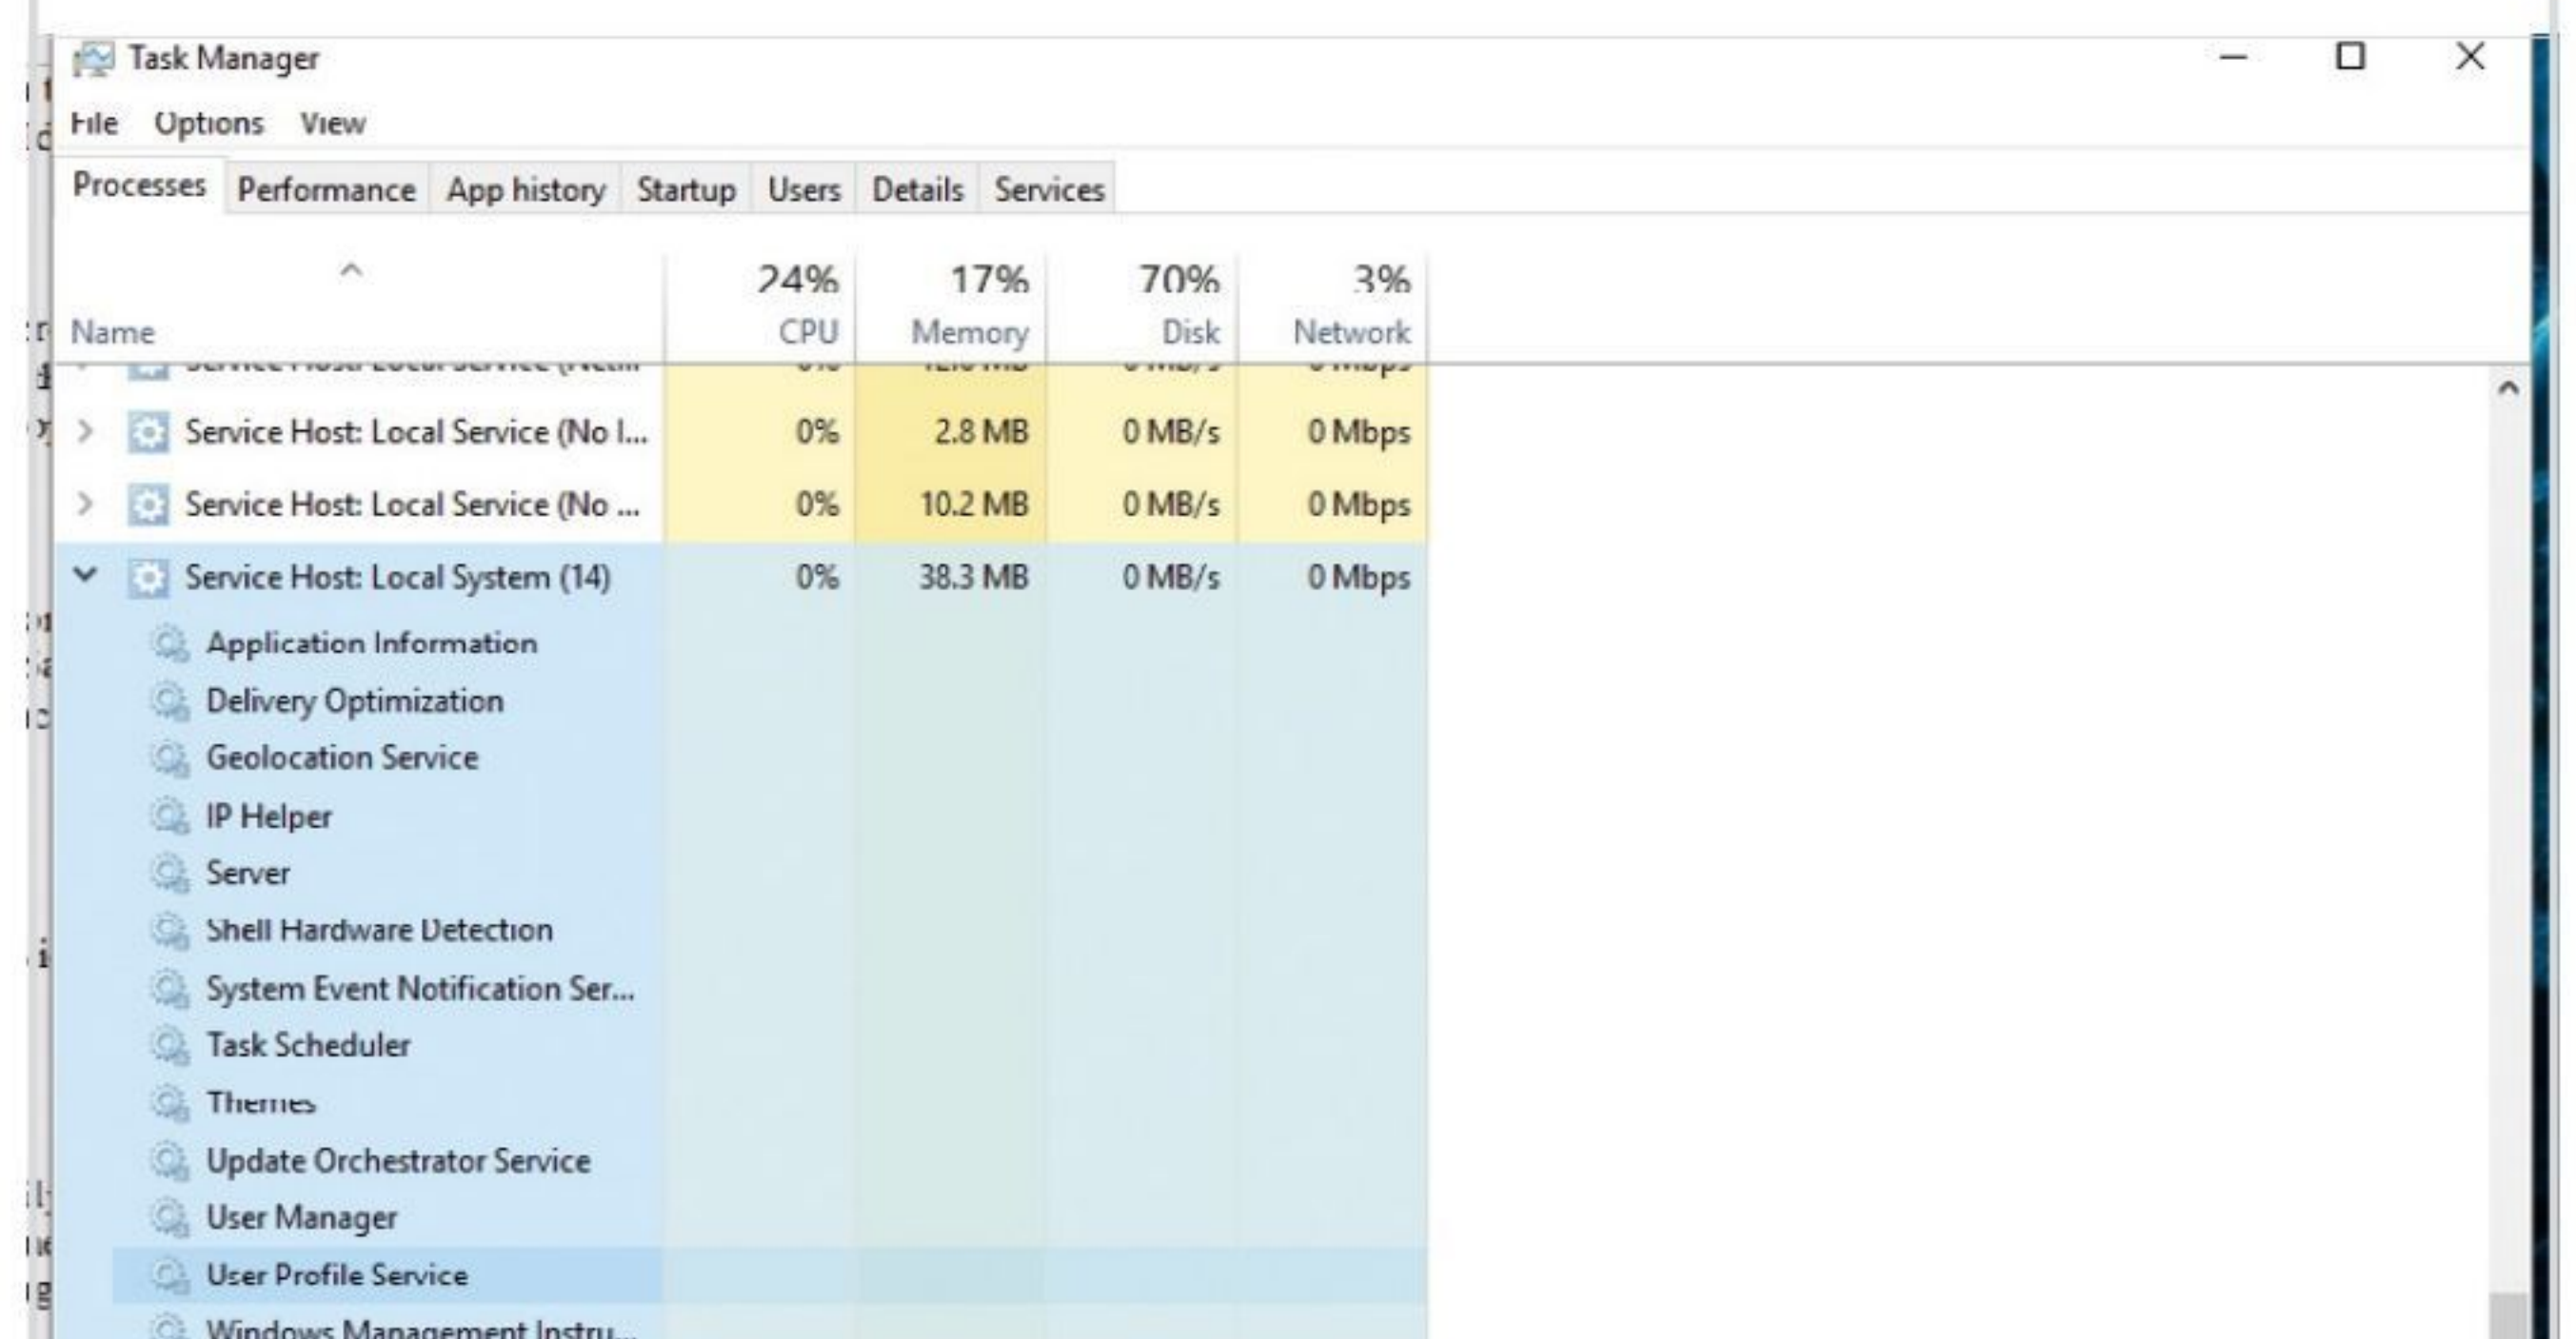 Task Manager
File Options View
Processes Performance App history Startup Users Details Services
24% 17% 70% 3%
Name CPU Memory Disk Network
Service Host: Local Service (No I... 0% 2.8 MB 0 MB/s 0 Mbps
Service Host: Local Service (No ... 0% 10.2 MB 0 MB/s 0 Mbps
Service Host: Local System (14) 0% 38.3 MB 0 MB/s 0 Mbps
Application Information
Delivery Optimization
Geolocation Service
IP Helper
Server
Shell Hardware Detection
System Event Notification Ser...
Task Scheduler
Themes
Update Orchestrator Service
User Manager
User Profile Service
Windows Management Instru...